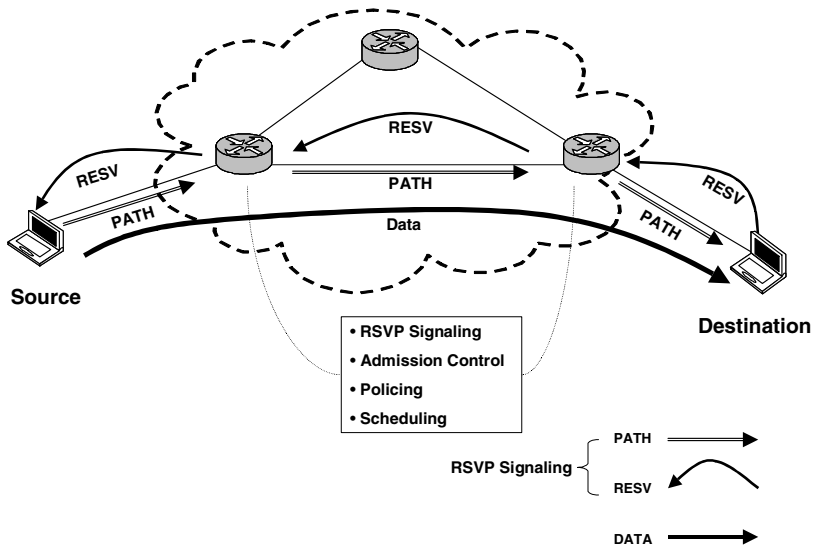 RESV
RESV
RESV
PATH
PATH
PATH
Data
Source
Destination
• RSVP Signaling
• Admission Control
• Policing
• Scheduling
RSVP Signaling
PATH
RESV
DATA